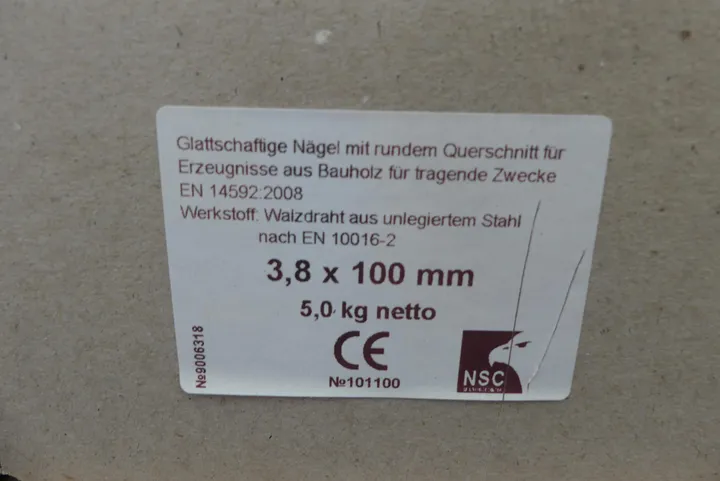 Glattschaftige Nägel mit rundem Querschnitt für
Erzeugnisse aus Bauholz für tragende Zwecke
EN 14592:2008
Werkstoff: Walzdraht aus unlegiertem Stahl
nach EN 10016-2
3,8 x 100 mm
5,0 kg netto
CE
№101100
№9006318
NSC